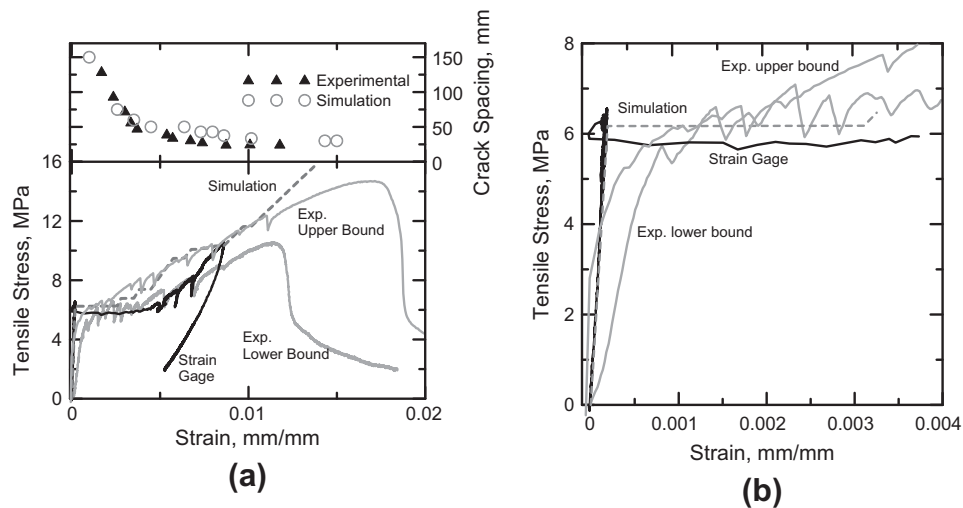 150
100
50
0
Crack Spacing, mm
Experimental
Simulation
16
12
8
4
0
Tensile Stress, MPa
Simulation
Exp.
Upper Bound
Exp.
Lower Bound
Strain
Gage
0
0.01
0.02
Strain, mm/mm
(a)
8
6
4
2
0
Tensile Stress, MPa
Exp. upper bound
Simulation
Strain Gage
Exp. lower bound
0
0.001
0.002
0.003
0.004
Strain, mm/mm
(b)